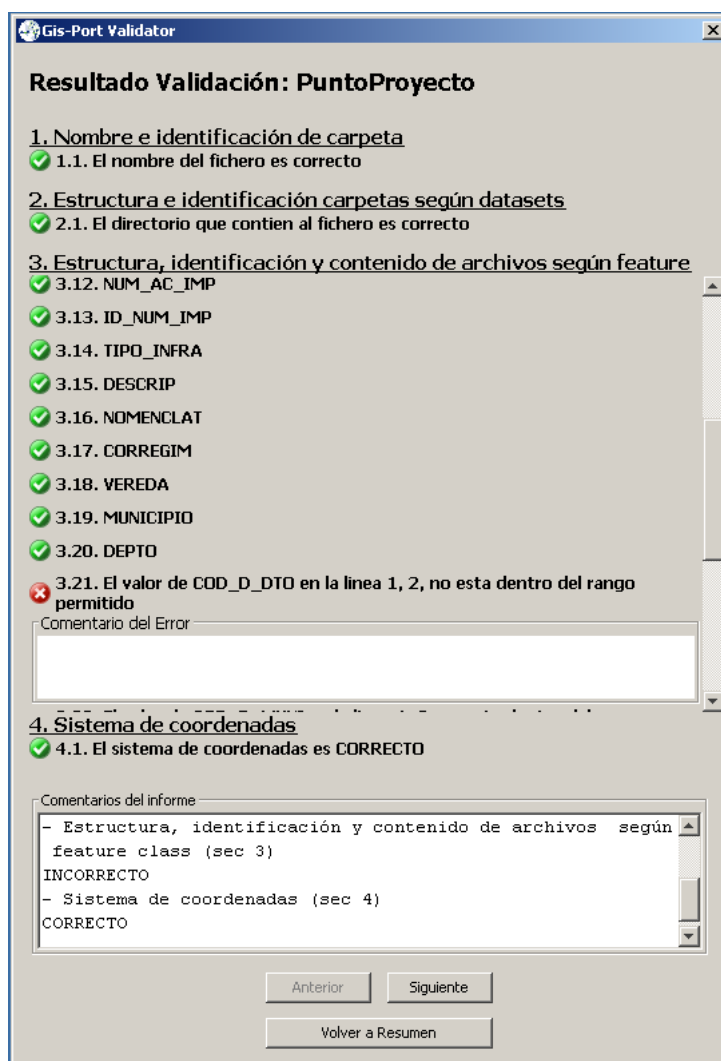 Gis-Port Validator
Resultado Validación: PuntoProyecto
1. Nombre e identificación de carpeta
1.1. El nombre del fichero es correcto
2. Estructura e identificación carpetas según datasets
2.1. El directorio que contien al fichero es correcto
3. Estructura, identificación y contenido de archivos según feature
3.12. NUM_AC_IMP
3.13. ID_NUM_IMP
3.14. TIPO_INFRA
3.15. DESCRIP
3.16. NOMENCLAT
3.17. CORREGIM
3.18. VEREDA
3.19. MUNICIPIO
3.20. DEPTO
3.21. El valor de COD_D_DTO en la linea 1, 2, no esta dentro del rango
permitido
Comentario del Error
4. Sistema de coordenadas
4.1. El sistema de coordenadas es CORRECTO
Comentarios del informe
- Estructura, identificación y contenido de archivos  según
feature class (sec 3)
INCORRECTO
- Sistema de coordenadas (sec 4)
CORRECTO
Anterior
Siguiente
Volver a Resumen